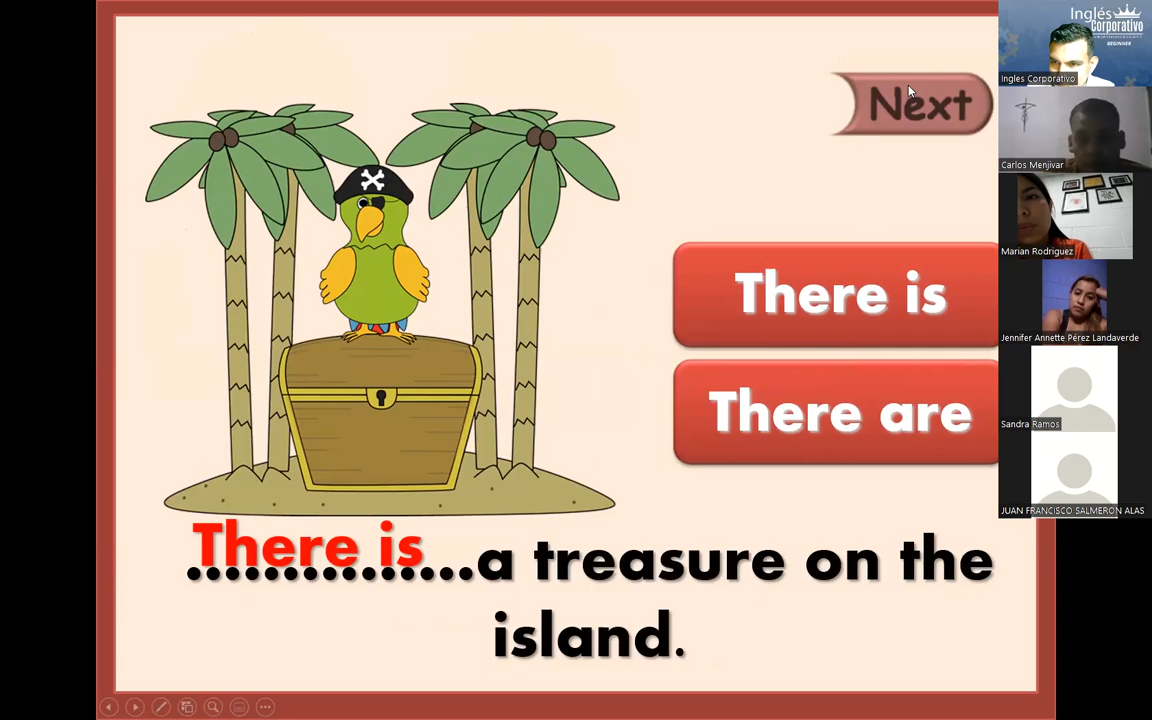 Next
There is
There are
There is
...............a treasure on the
island.
Inglés
Corporativo
BEGINNER
Ingles Corporativo
Carlos Menjivar
Marian Rodriguez
Jennifer Annette Pérez Landaverde
Sandra Ramos
JUAN FRANCISCO SALMERON ALAS